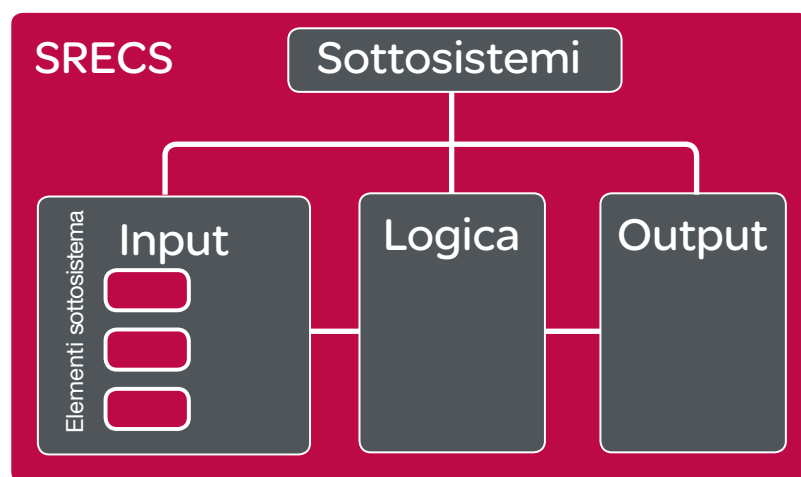 SRECS
Sottosistemi
Elementi sottosistema
Input
Logica
Output